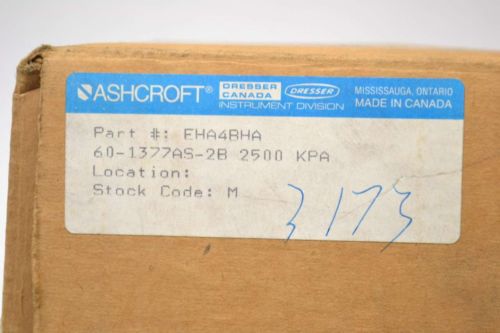 ASHCROFT®
DRESSER CANADA
DRESSER
INSTRUMENT DIVISION
MISSISSAUGA, ONTARIO
MADE IN CANADA
Part #: EHA4BHA
60-1377AS-2B 2500 KPA
Location:
Stock Code: M
3173